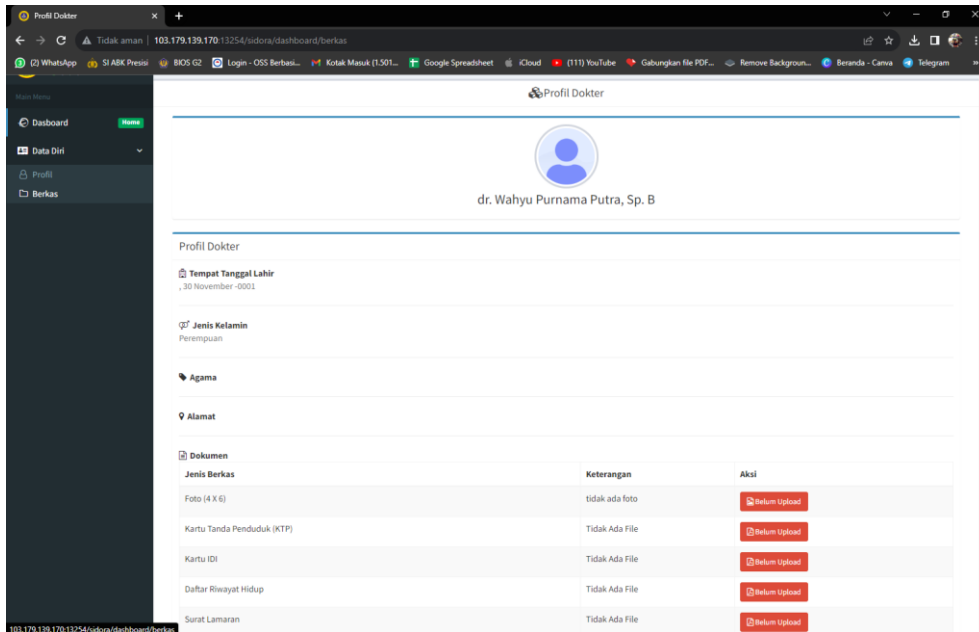 Profil Dokter
Tidak aman | 103.179.139.170:13254/sidora/dashboard/berkas
(2) WhatsApp SI ABK Presisi BIOS G2 Login - OSS Berbasi... Kotak Masuk (1.501... Google Spreadsheet iCloud (111) YouTube Gabungkan file PDF... Remove Backgroun... Beranda - Canva Telegram
Main Menu
Profil Dokter
Dasboard Home
Data Diri
Profil
Berkas
dr. Wahyu Purnama Putra, Sp. B
Profil Dokter
Tempat Tanggal Lahir
, 30 November -0001
Jenis Kelamin
Perempuan
Agama
Alamat
Dokumen
Jenis Berkas Keterangan Aksi
Foto (4 X 6) tidak ada foto Belum Upload
Kartu Tanda Penduduk (KTP) Tidak Ada File Belum Upload
Kartu IDI Tidak Ada File Belum Upload
Daftar Riwayat Hidup Tidak Ada File Belum Upload
Surat Lamaran Tidak Ada File Belum Upload
103.179.139.170:13254/sidora/dashboard/berkas